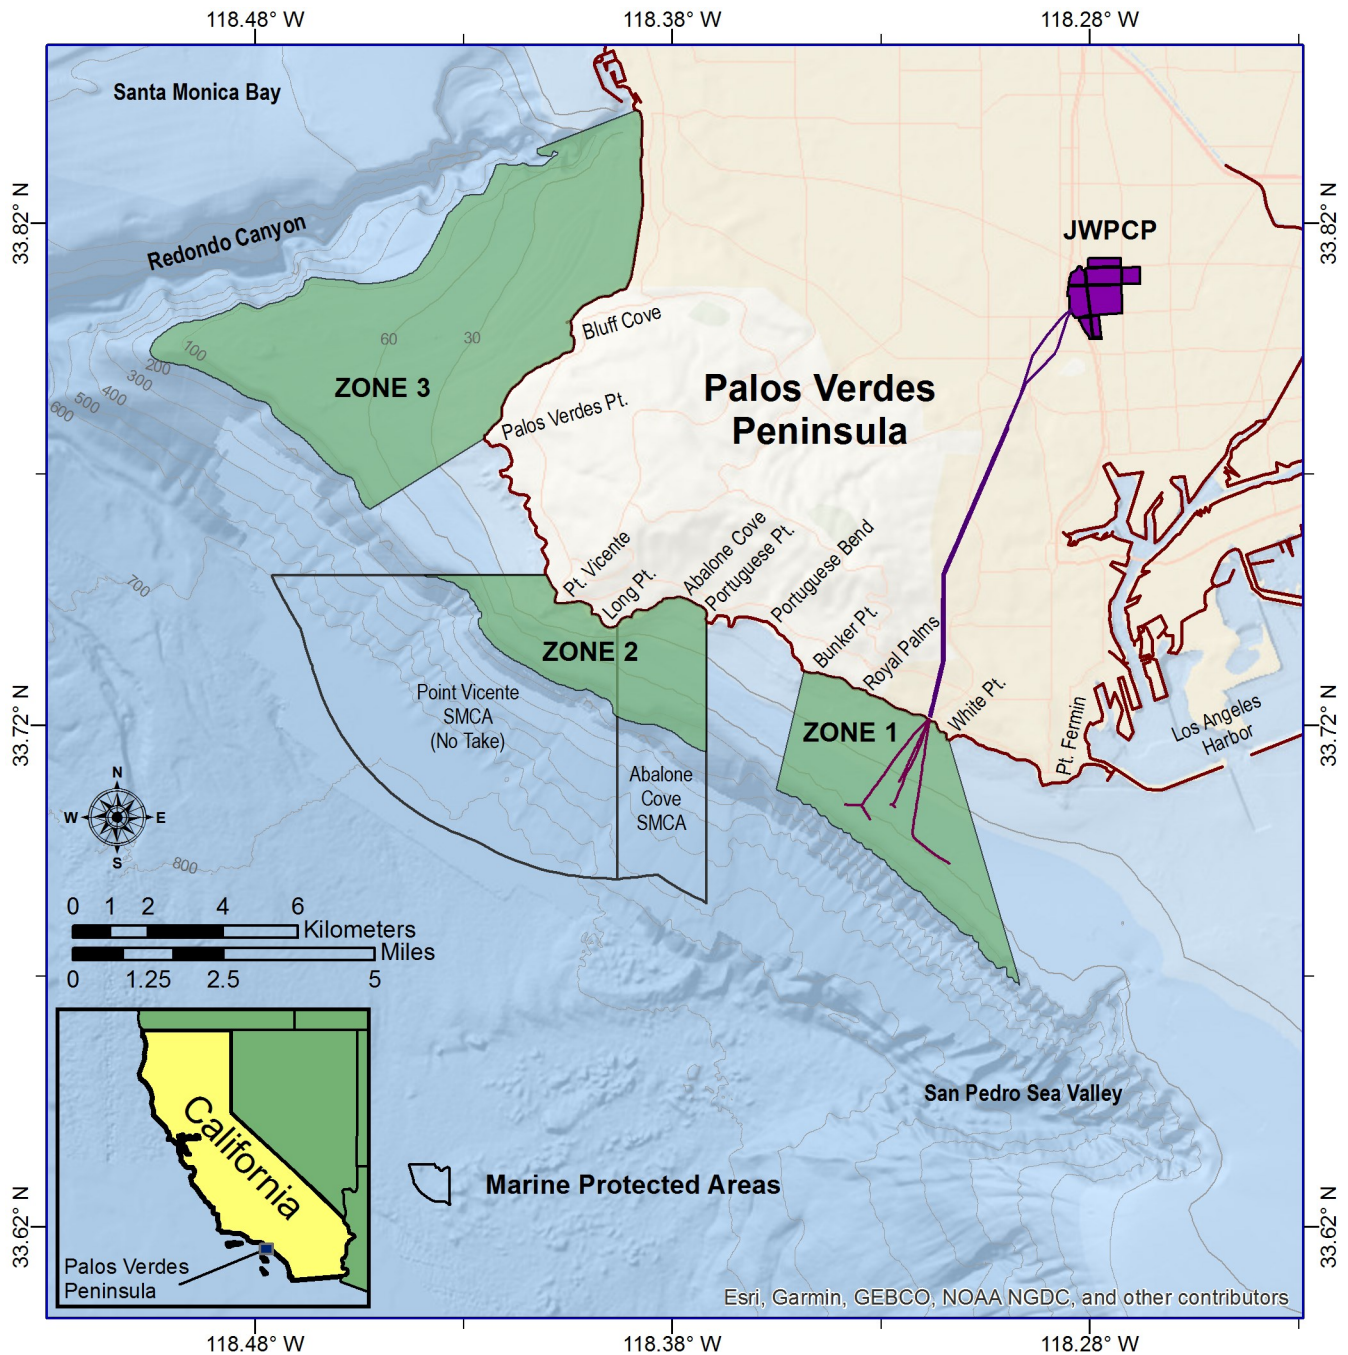 118.48° W
118.38° W
118.28° W
Santa Monica Bay
33.82° N
33.82° N
Redondo Canyon
JWPCP
Bluff Cove
60
30
100
200
300
400
500
600
ZONE 3
Palos Verdes
Peninsula
Palos Verdes Pt.
Pt. Vicente
Long Pt.
Abalone Cove
Portuguese Pt.
Portuguese Bend
Bunker Pt.
Royal Palms
White Pt.
Pt. Fermin
Los Angeles
Harbor
700
ZONE 2
ZONE 1
Point Vicente
SMCA
(No Take)
33.72° N
33.72° N
Abalone
Cove
SMCA
N
W
E
S
800
0 1 2 4 6
Kilometers
Miles
0 1.25 2.5 5
San Pedro Sea Valley
California
Palos Verdes
Peninsula
Marine Protected Areas
33.62° N
33.62° N
Esri, Garmin, GEBCO, NOAA NGDC, and other contributors
118.48° W
118.38° W
118.28° W